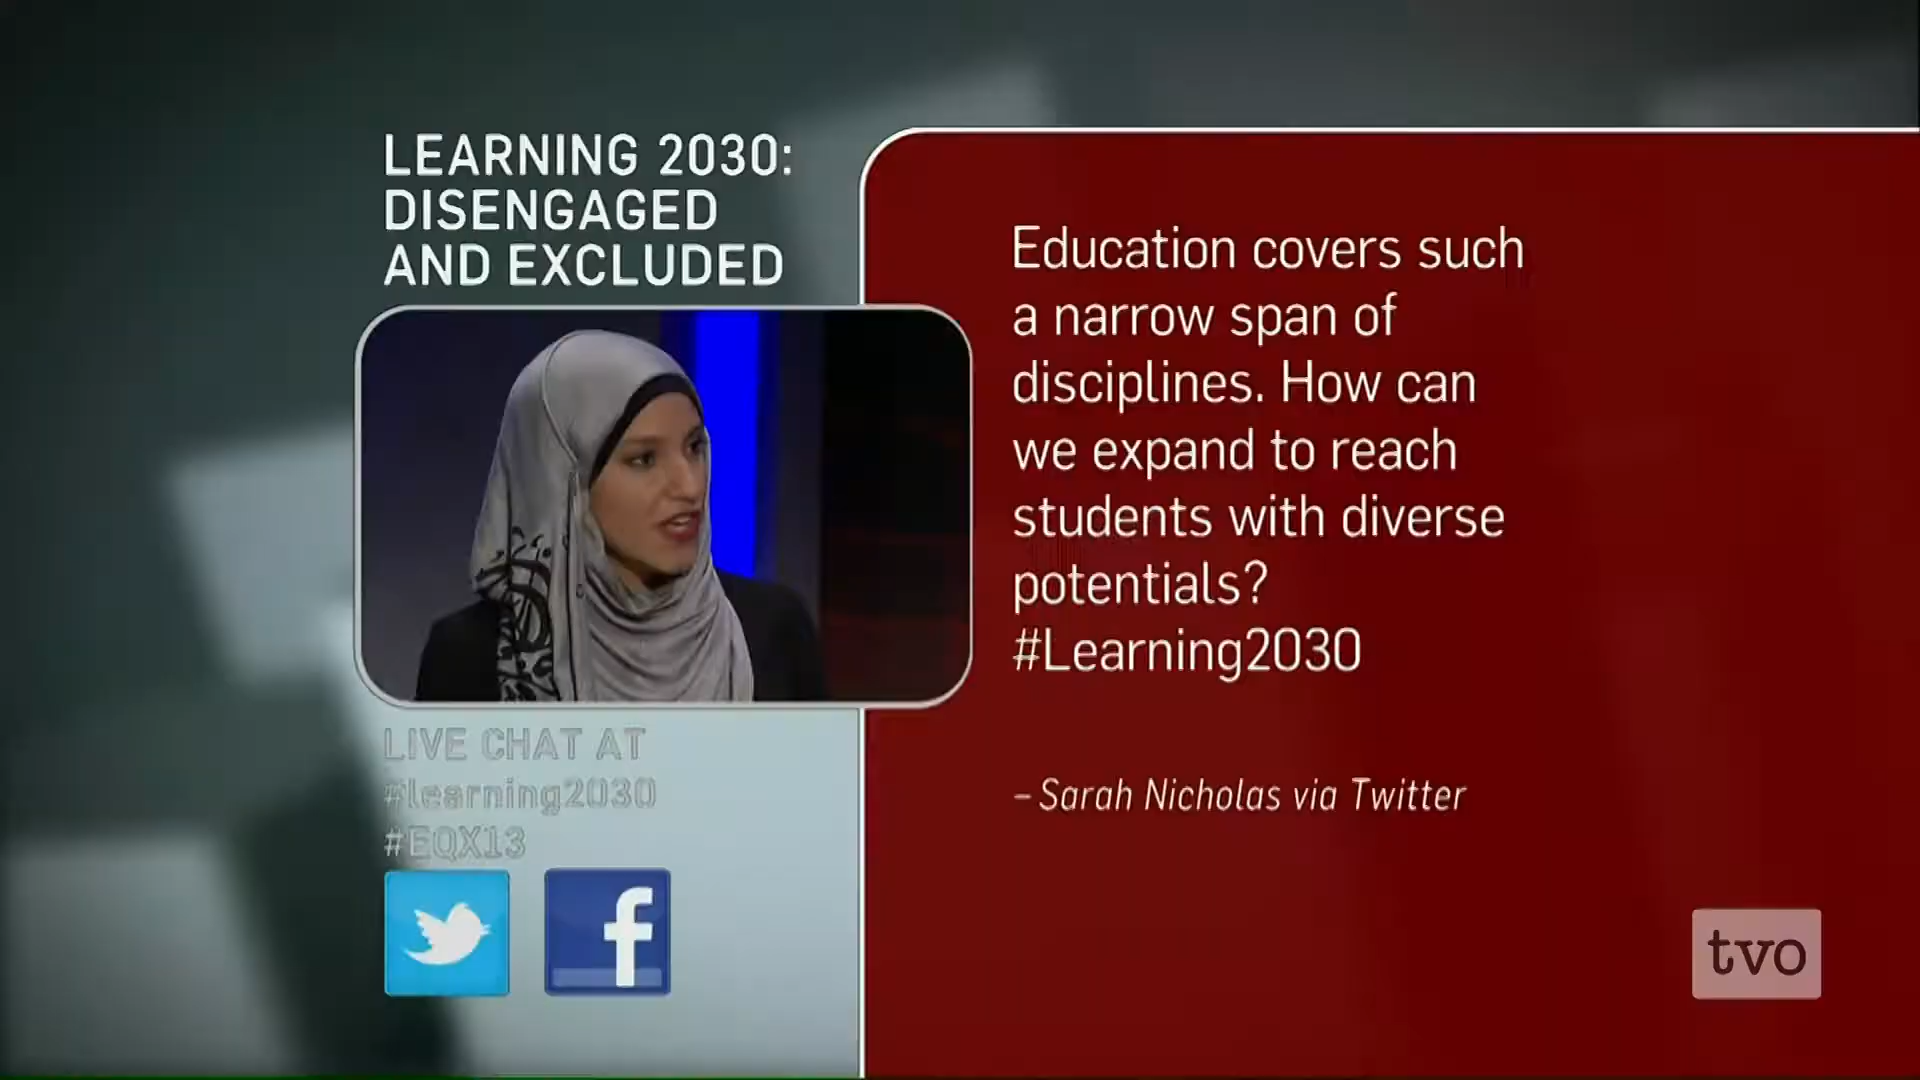 LEARNING 2030:
DISENGAGED
AND EXCLUDED
LIVE CHAT AT
#learning2030
#EQX13
Education covers such
a narrow span of
disciplines. How can
we expand to reach
students with diverse
potentials?
#Learning2030
– Sarah Nicholas via Twitter
tvo